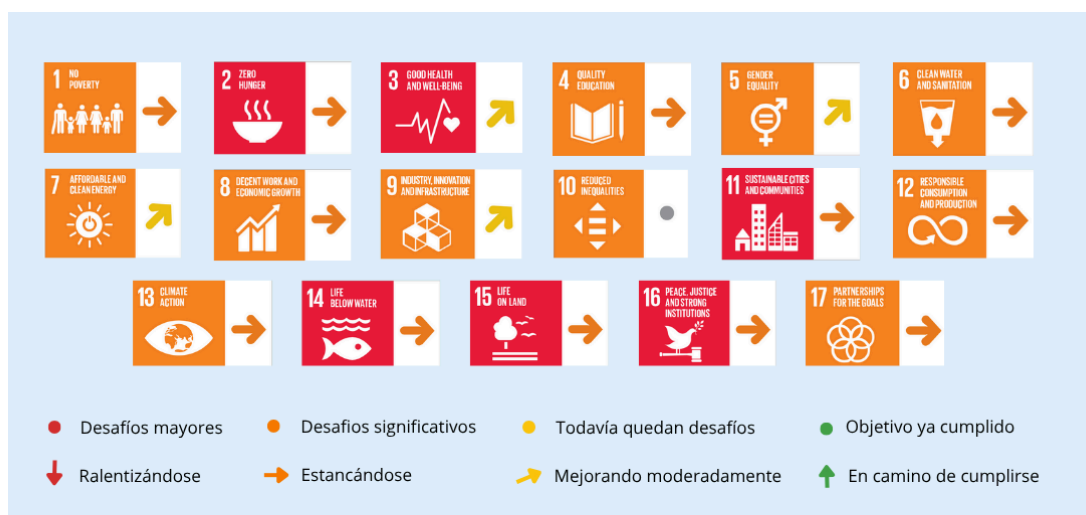 1 NO
POVERTY
2 ZERO
HUNGER
3 GOOD HEALTH
AND WELL-BEING
4 QUALITY
EDUCATION
5 GENDER
EQUALITY
6 CLEAN WATER
AND SANITATION
7 AFFORDABLE AND
CLEAN ENERGY
8 DECENT WORK AND
ECONOMIC GROWTH
9 INDUSTRY, INNOVATION
AND INFRASTRUCTURE
10 REDUCED
INEQUALITIES
11 SUSTAINABLE CITIES
AND COMMUNITIES
12 RESPONSIBLE
CONSUMPTION
AND PRODUCTION
13 CLIMATE
ACTION
14 LIFE
BELOW WATER
15 LIFE
ON LAND
16 PEACE, JUSTICE
AND STRONG
INSTITUTIONS
17 PARTNERSHIPS
FOR THE GOALS
Desafíos mayores
Desafios significativos
Todavía quedan desafíos
Objetivo ya cumplido
Ralentizándose
Estancándose
Mejorando moderadamente
En camino de cumplirse